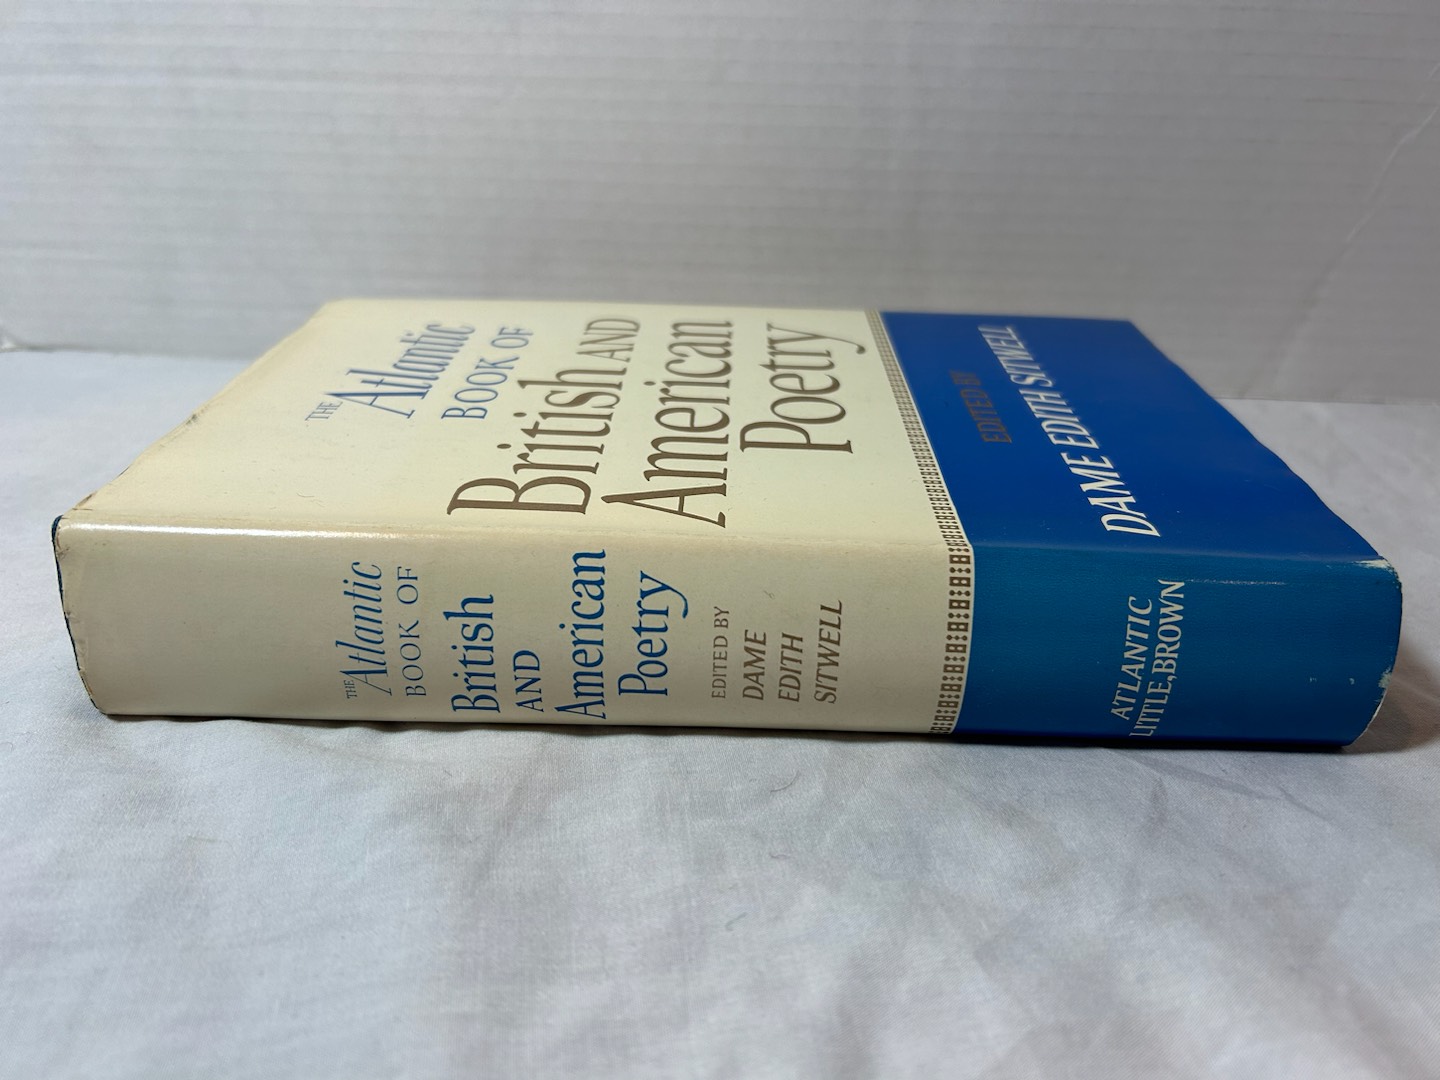 THE
Atlantic
BOOK OF
British AND
American
Poetry
EDITED BY
DAME EDITH SITWELL
THE
Atlantic
BOOK OF
British
AND
American
Poetry
EDITED BY
DAME
EDITH
SITWELL
ATLANTIC
LITTLE, BROWN